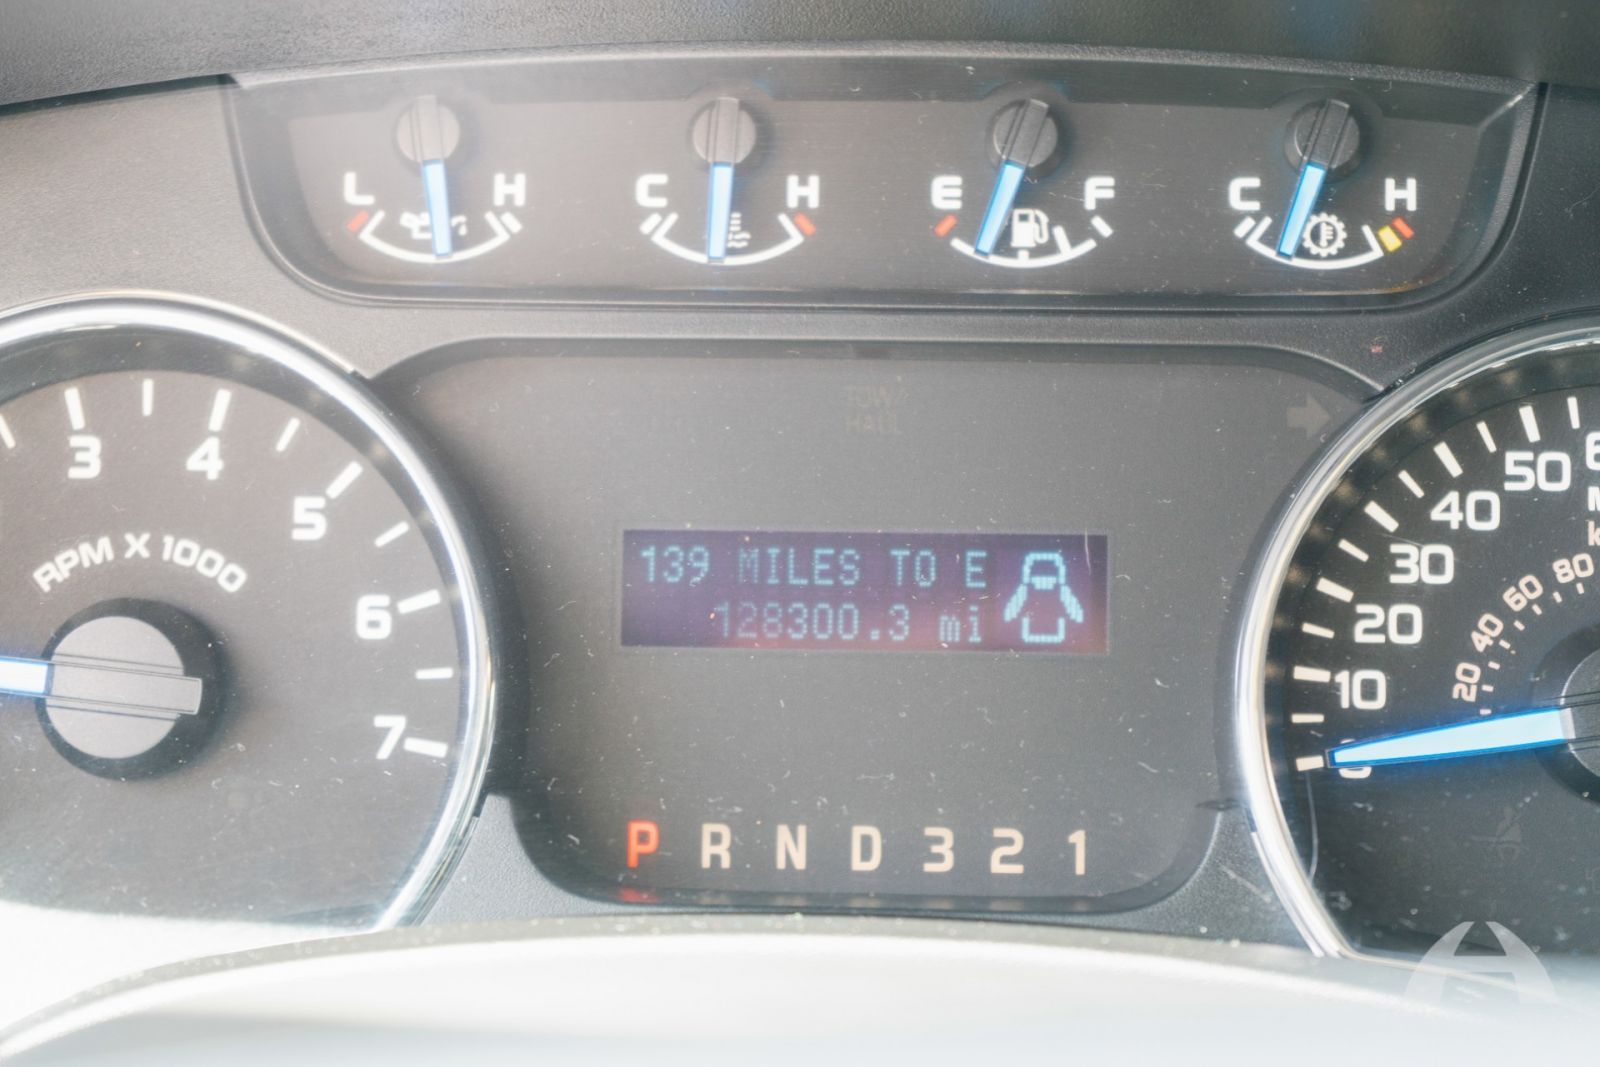 L H C H E F C H
TOW/
HAUL
3 4 5 6 7
RPM X 1000
139 MILES TO E
128300.3 mi
P R N D 3 2 1
0 10 20 30 40 50
20 40 60 80